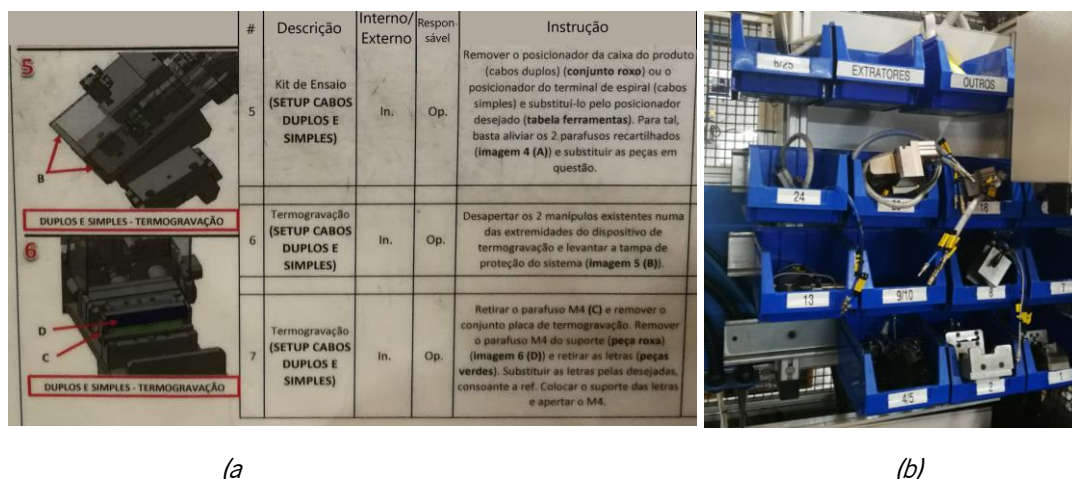 # Descrição Interno/ Externo Respon- sável Instrução
5
B
DUPLOS E SIMPLES - TERMOGRAVAÇÃO
5
Kit de Ensaio
(SETUP CABOS
DUPLOS E
SIMPLES)
In.
Op.
Remover o posicionador da caixa do produto
(cabos duplos) (conjunto roxo) ou o
posicionador do terminal de espiral (cabos
simples) e substituí-lo pelo posicionador
desejado (tabela ferramentas). Para tal,
basta aliviar os 2 parafusos recartilhados
(imagem 4 (A)) e substituir as peças em
questão.
6
Termogravação
(SETUP CABOS
DUPLOS E
SIMPLES)
In.
Op.
Desapertar os 2 manípulos existentes numa
das extremidades do dispositivo de
termogravação e levantar a tampa de
proteção do sistema (imagem 5 (B)).
6
D
C
DUPLOS E SIMPLES - TERMOGRAVAÇÃO
7
Termogravação
(SETUP CABOS
DUPLOS E
SIMPLES)
In.
Op.
Retirar o parafuso M4 (C) e remover o
conjunto placa de termogravação. Remover
o parafuso M4 do suporte (peça roxa)
(imagem 6 (D)) e retirar as letras (peças
verdes). Substituir as letras pelas desejadas,
consoante a ref. Colocar o suporte das letras
e apertar o M4.
6/25
EXTRATORES
OUTROS
24
18
13
9/10
8
7
4/5
2
1
(a
(b)